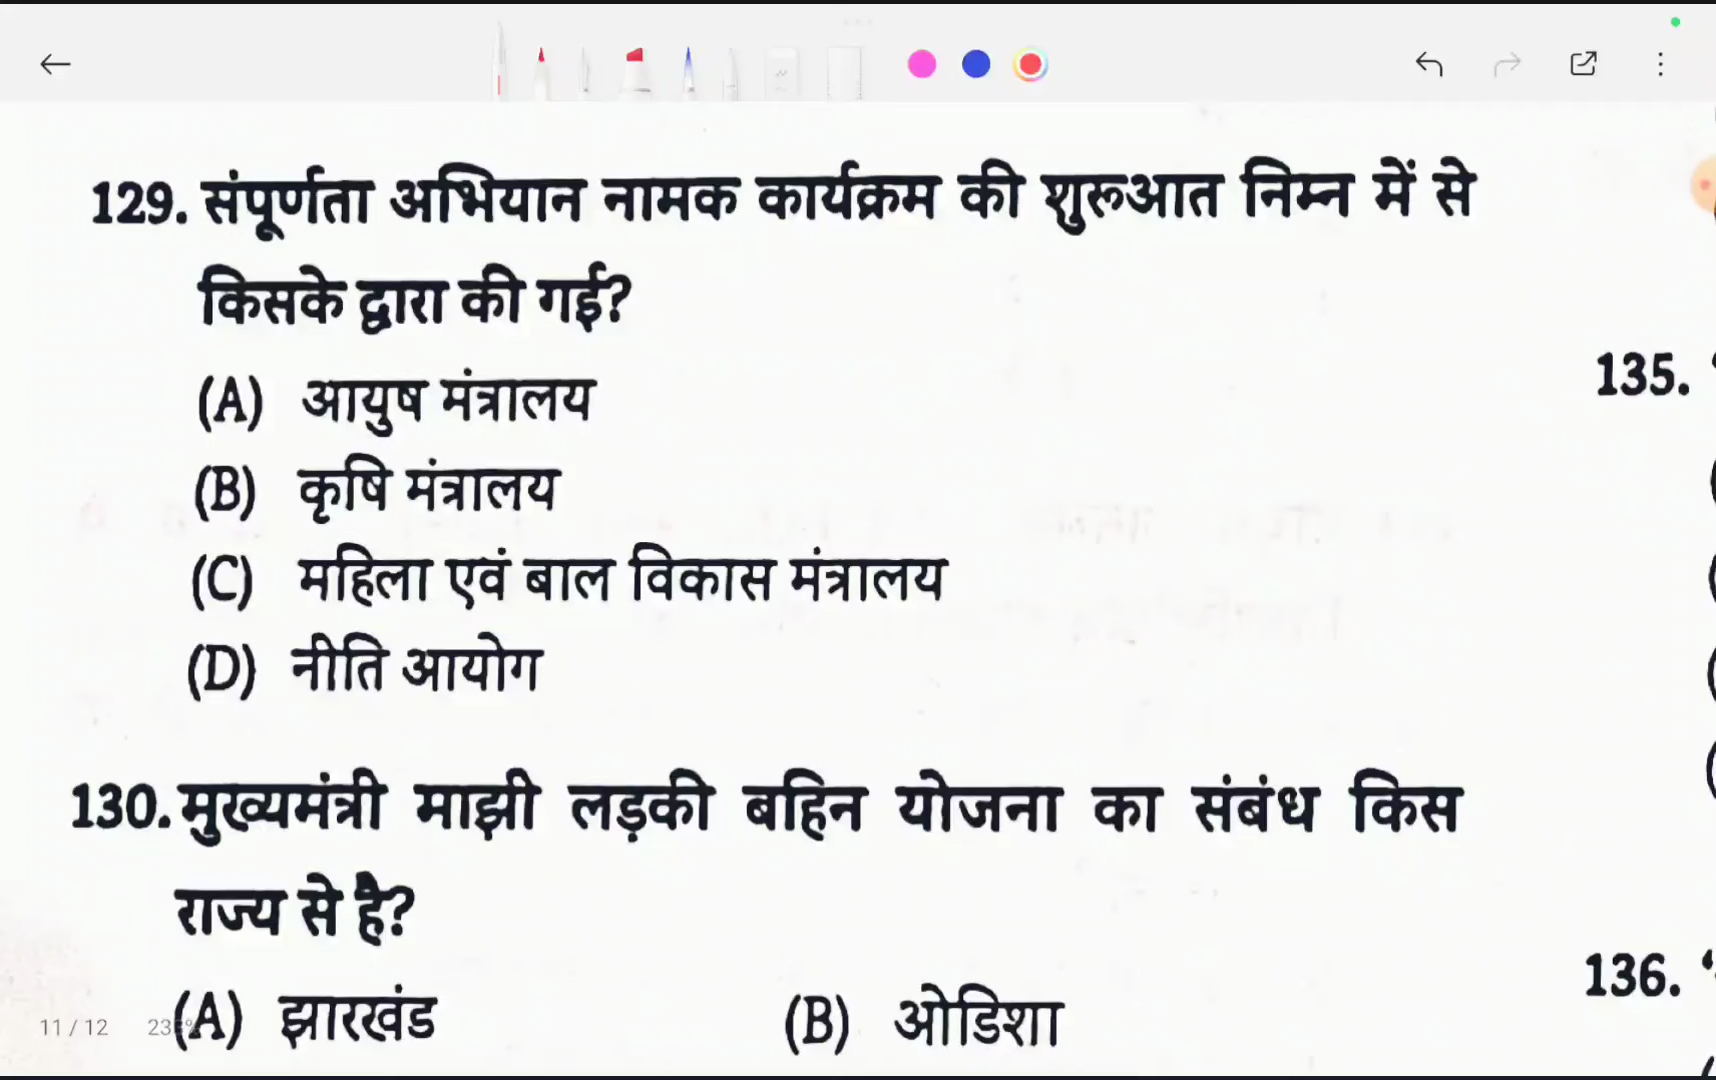 129. संपूर्णता अभियान नामक कार्यक्रम की शुरूआत निम्न में से
किसके द्वारा की गई?
(A) आयुष मंत्रालय
(B) कृषि मंत्रालय
(C) महिला एवं बाल विकास मंत्रालय
(D) नीति आयोग
130. मुख्यमंत्री माझी लड़की बहिन योजना का संबंध किस
राज्य से है?
(A) झारखंड (B) ओडिशा
11 / 12
135.
136.